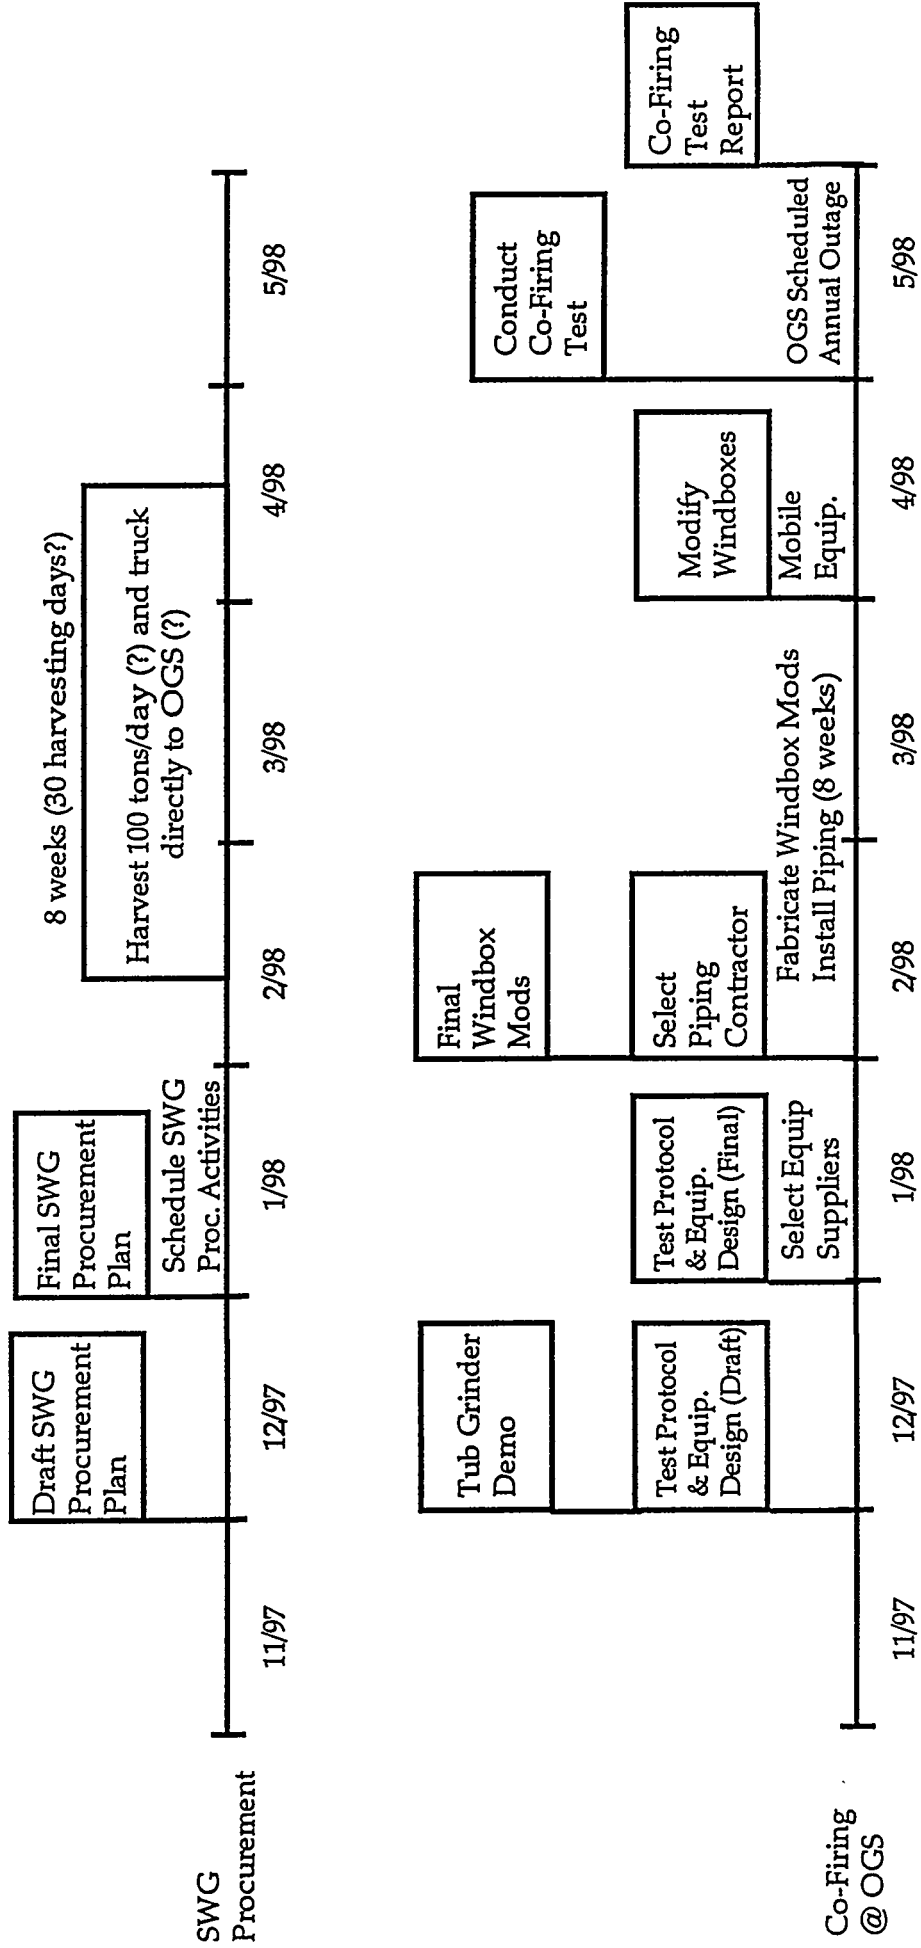 SWG
Procurement
Draft SWG
Procurement
Plan
Final SWG
Procurement
Plan
Schedule SWG
Proc. Activities
8 weeks (30 harvesting days?)
Harvest 100 tons/day (?) and truck
directly to OGS (?)
11/97
12/97
1/98
2/98
3/98
4/98
5/98
Co-Firing
@ OGS
Tub Grinder
Demo
Test Protocol
& Equip.
Design (Draft)
Test Protocol
& Equip.
Design (Final)
Select Equip
Suppliers
Final
Windbox
Mods
Select
Piping
Contractor
Fabricate Windbox Mods
Install Piping (8 weeks)
Modify
Windboxes
Mobile
Equip.
Conduct
Co-Firing
Test
OGS Scheduled
Annual Outage
Co-Firing
Test
Report
11/97
12/97
1/98
2/98
3/98
4/98
5/98